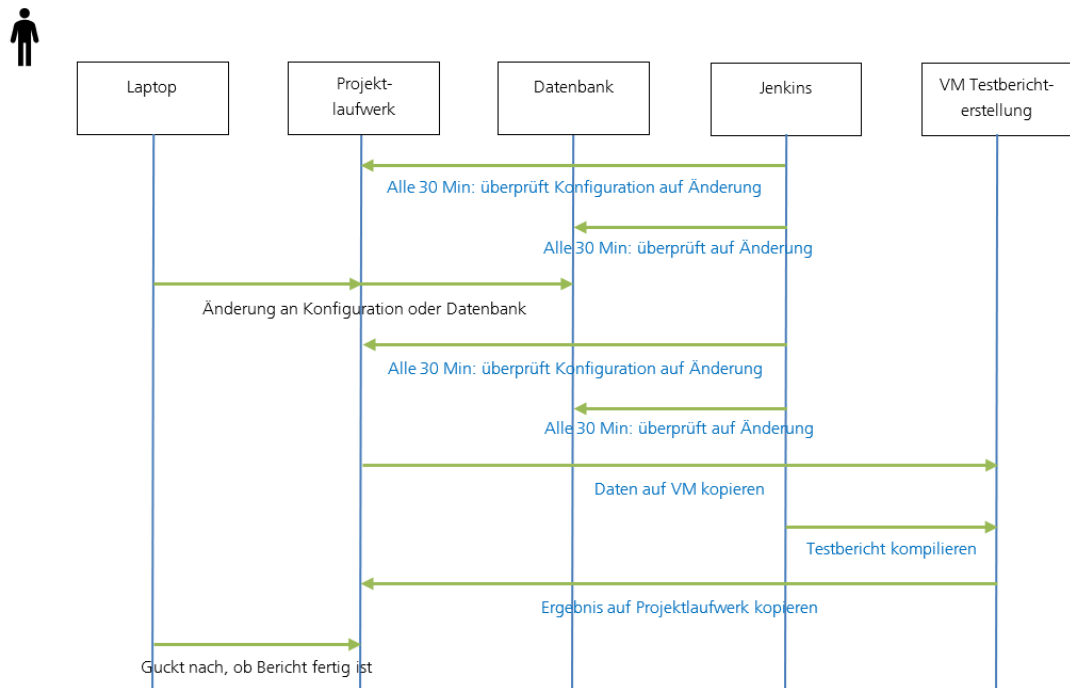 Laptop
Projekt-
laufwerk
Datenbank
Jenkins
VM Testbericht-
erstellung
Alle 30 Min: überprüft Konfiguration auf Änderung
Alle 30 Min: überprüft auf Änderung
Änderung an Konfiguration oder Datenbank
Alle 30 Min: überprüft Konfiguration auf Änderung
Alle 30 Min: überprüft auf Änderung
Daten auf VM kopieren
Testbericht kompilieren
Ergebnis auf Projektlaufwerk kopieren
Guckt nach, ob Bericht fertig ist